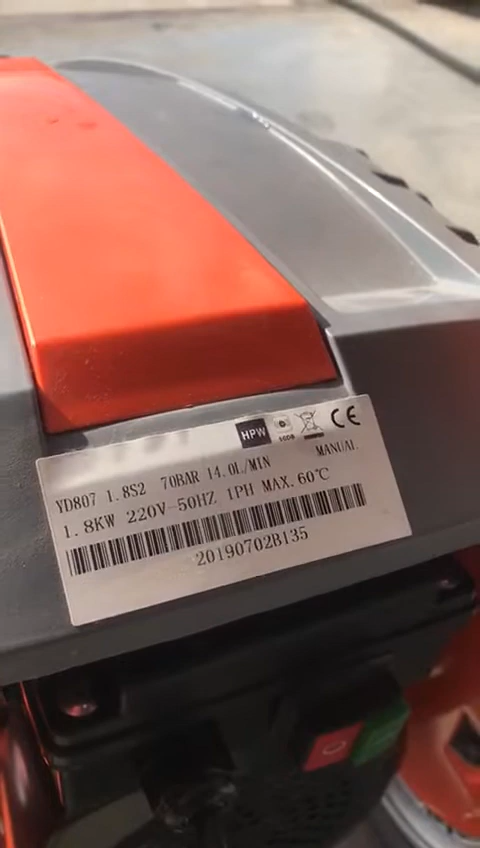 HPW CE
YD807 1.8S2 70BAR 14.0L/MIN MANUAL
1.8KW 220V-50HZ 1PH MAX.60℃
20190702B135